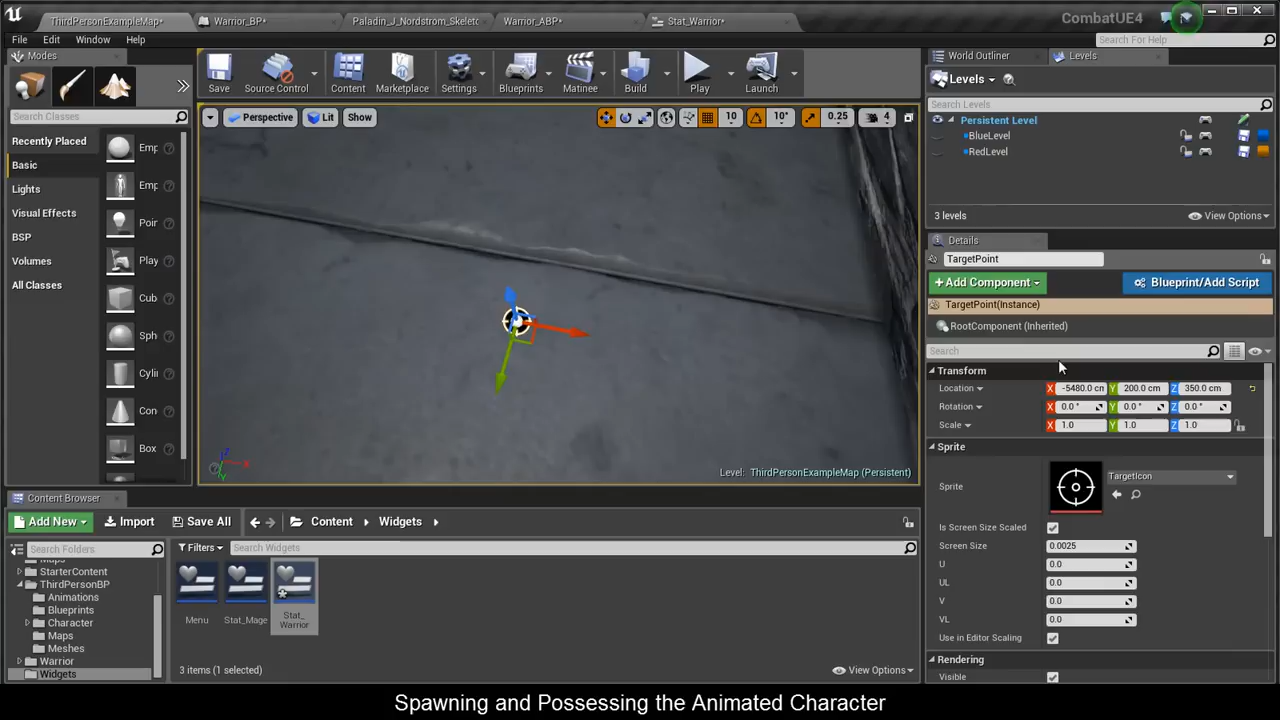 ThirdPersonExampleMap*
Warrior_BP*
Paladin_J_Nordstrom_Skeletc
Warrior_ABP*
Stat_Warrior*
CombatUE4
File
Edit
Window
Help
Search For Help
Modes
Search Classes
Recently Placed
Basic
Lights
Visual Effects
BSP
Volumes
All Classes
Emp
Emp
Poir
Play
Cub
Sph
Cyli
Con
Box
Save
Source Control
Content
Marketplace
Settings
Blueprints
Matinee
Build
Play
Launch
Perspective
Lit
Show
10
10°
0.25
4
Level: ThirdPersonExampleMap (Persistent)
World Outliner
Levels
Levels
Search Levels
Persistent Level
BlueLevel
RedLevel
3 levels
View Options
Details
TargetPoint
+Add Component
Blueprint/Add Script
TargetPoint(Instance)
RootComponent (Inherited)
Search
Transform
Location X -5480.0 cm Y 200.0 cm Z 350.0 cm
Rotation X 0.0 ° Y 0.0 ° Z 0.0 °
Scale X 1.0 Y 1.0 Z 1.0
Sprite
Sprite
TargetIcon
Is Screen Size Scaled
Screen Size 0.0025
U 0.0
UL 0.0
V 0.0
VL 0.0
Use in Editor Scaling
Rendering
Visible
Content Browser
Add New
Import
Save All
Content
Widgets
Search Folders
Filters
Search Widgets
Maps
StarterContent
ThirdPersonBP
Animations
Blueprints
Character
Maps
Meshes
Warrior
Widgets
Menu
Stat_Mage
Stat_
Warrior
3 items (1 selected)
View Options
Spawning and Possessing the Animated Character